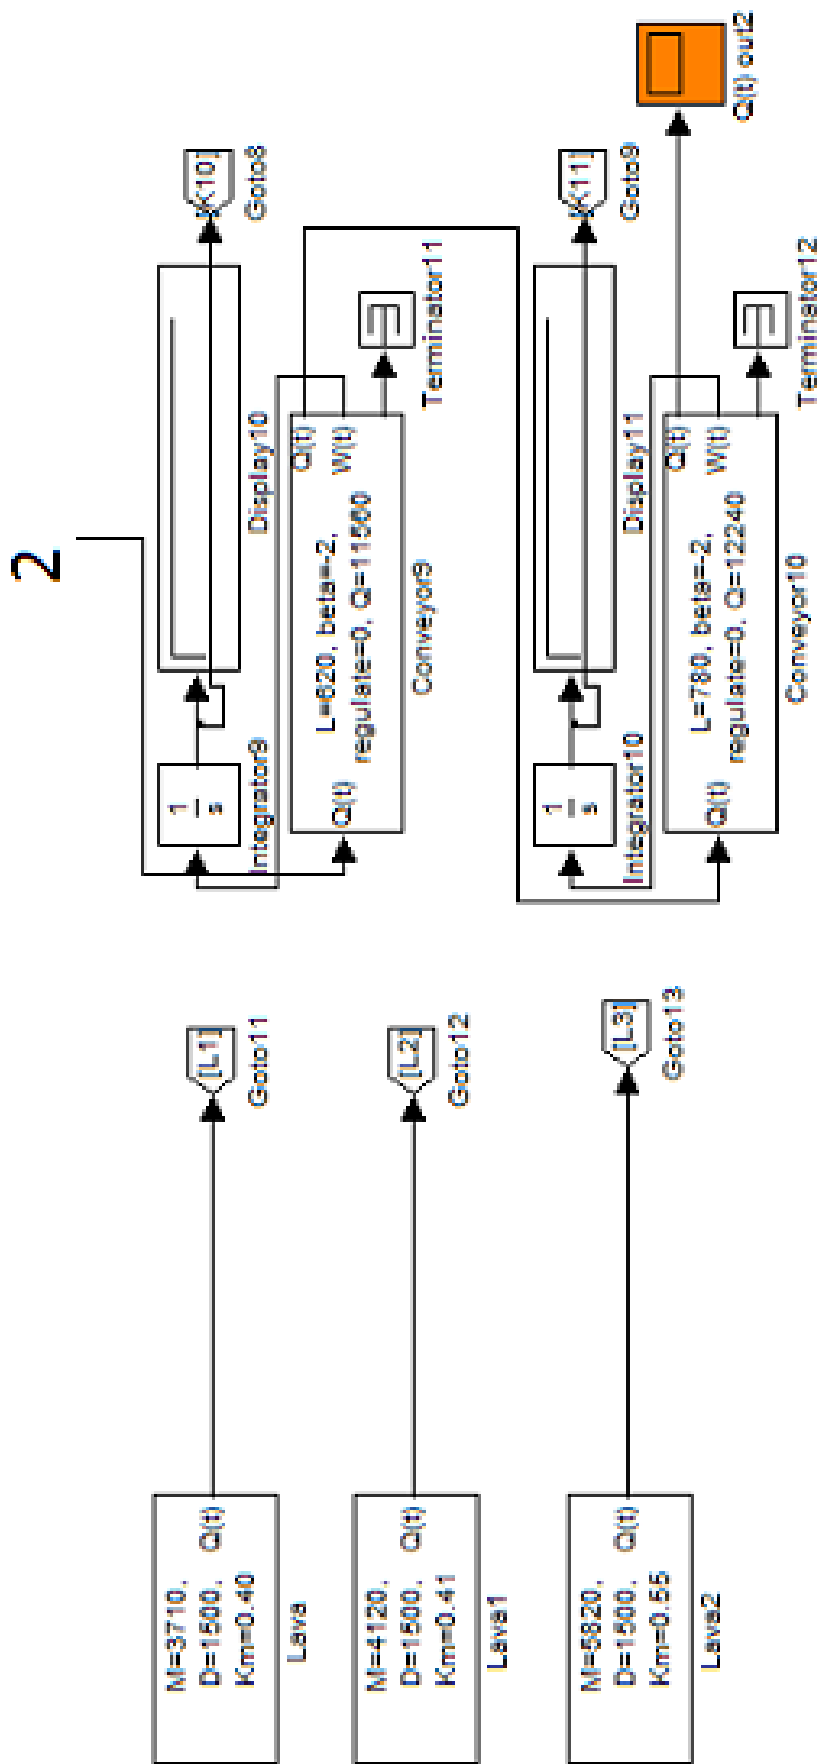 2
1
s
Integrator9
Display10
[K10]
Goto8
Q(t)
L=620, beta=-2,
regulate=0, Q=11560
Q(t)
W(t)
Conveyor9
Terminator11
1
s
Integrator10
Display11
[K11]
Goto9
Q(t)
L=780, beta=-2,
regulate=0, Q=12240
Q(t)
W(t)
Conveyor10
Terminator12
Q(t) out2
M=3710,
D=1500,
Km=0.40
Q(t)
Lava
[L1]
Goto11
M=4120,
D=1500,
Km=0.41
Q(t)
Lava1
[L2]
Goto12
M=5820,
D=1500,
Km=0.55
Q(t)
Lava2
[L3]
Goto13